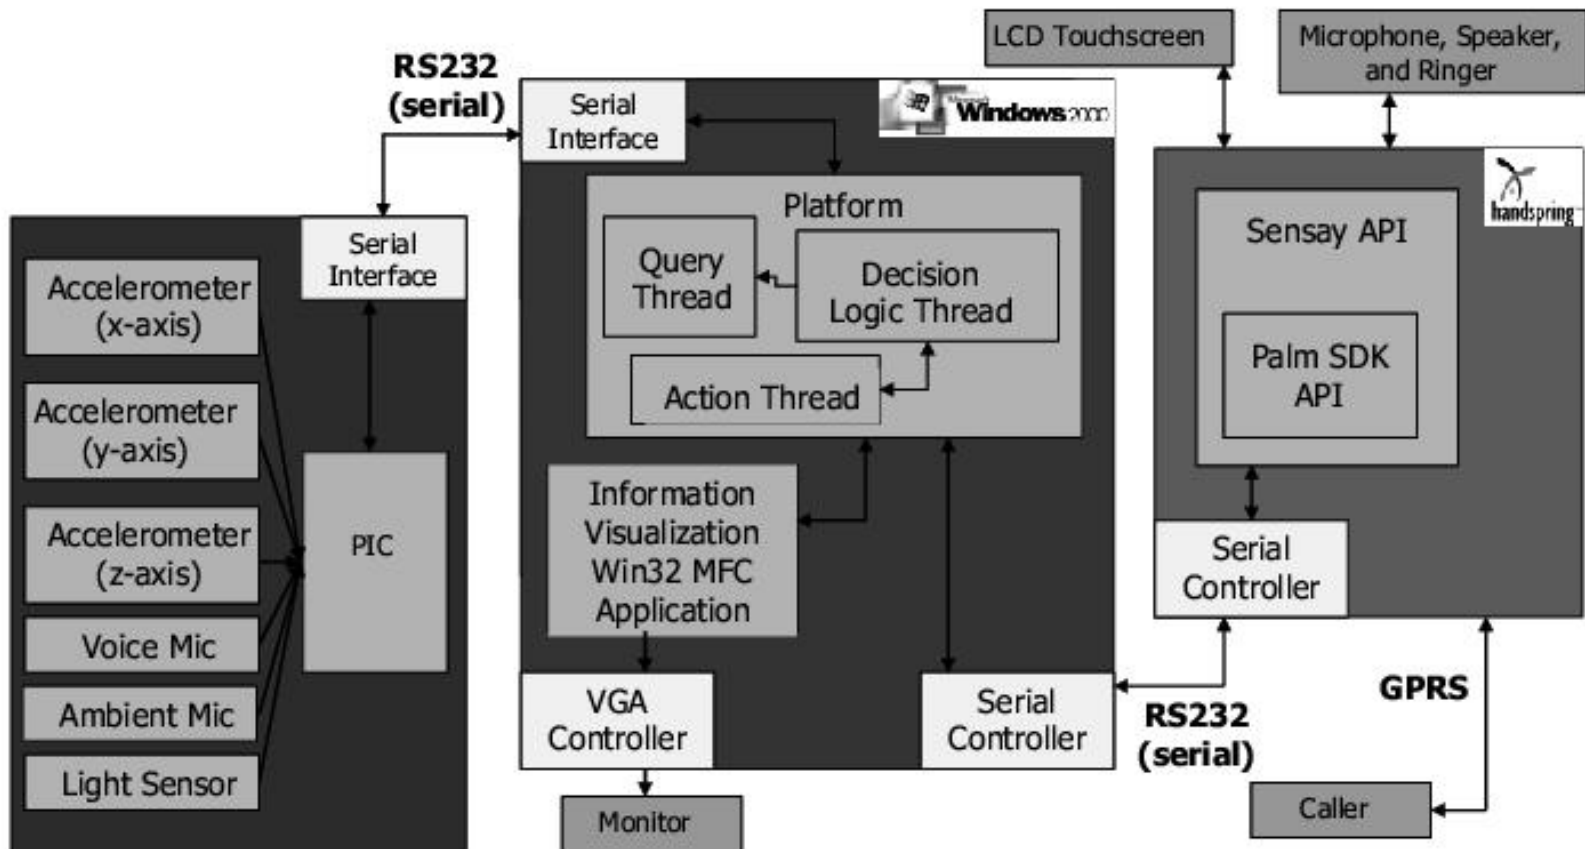 RS232
(serial)
Serial
Interface
Accelerometer
(x-axis)
Accelerometer
(y-axis)
Accelerometer
(z-axis)
Voice Mic
Ambient Mic
Light Sensor
PIC
Serial
Interface
Microsoft
Windows 2000
Platform
Query
Thread
Decision
Logic Thread
Action Thread
Information
Visualization
Win32 MFC
Application
VGA
Controller
Serial
Controller
Monitor
LCD Touchscreen
Microphone, Speaker,
and Ringer
handspring
Sensay API
Palm SDK
API
Serial
Controller
RS232
(serial)
GPRS
Caller